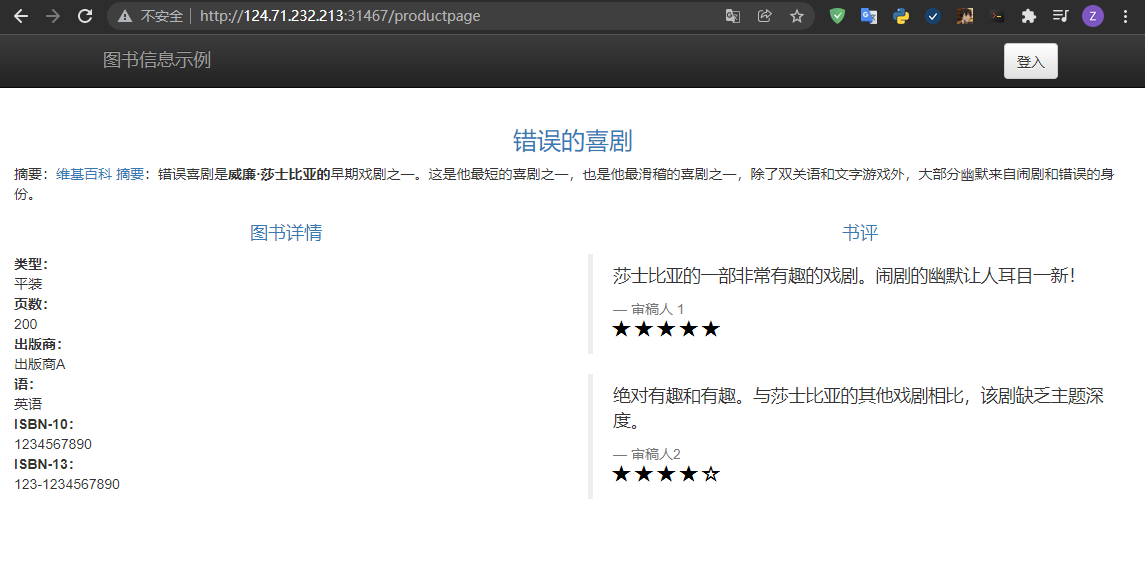 不安全 http://124.71.232.213:31467/productpage
Z
图书信息示例
登入
错误的喜剧
摘要：维基百科 摘要：错误喜剧是威廉·莎士比亚的早期戏剧之一。这是他最短的喜剧之一，也是他最滑稽的喜剧之一，除了双关语和文字游戏外，大部分幽默来自闹剧和错误的身
份。
图书详情
类型：
平装
页数：
200
出版商：
出版商A
语：
英语
ISBN-10：
1234567890
ISBN-13：
123-1234567890
书评
莎士比亚的一部非常有趣的戏剧。闹剧的幽默让人耳目一新！
— 审稿人 1
★★★★★
绝对有趣和有趣。与莎士比亚的其他戏剧相比，该剧缺乏主题深
度。
— 审稿人2
★★★★☆